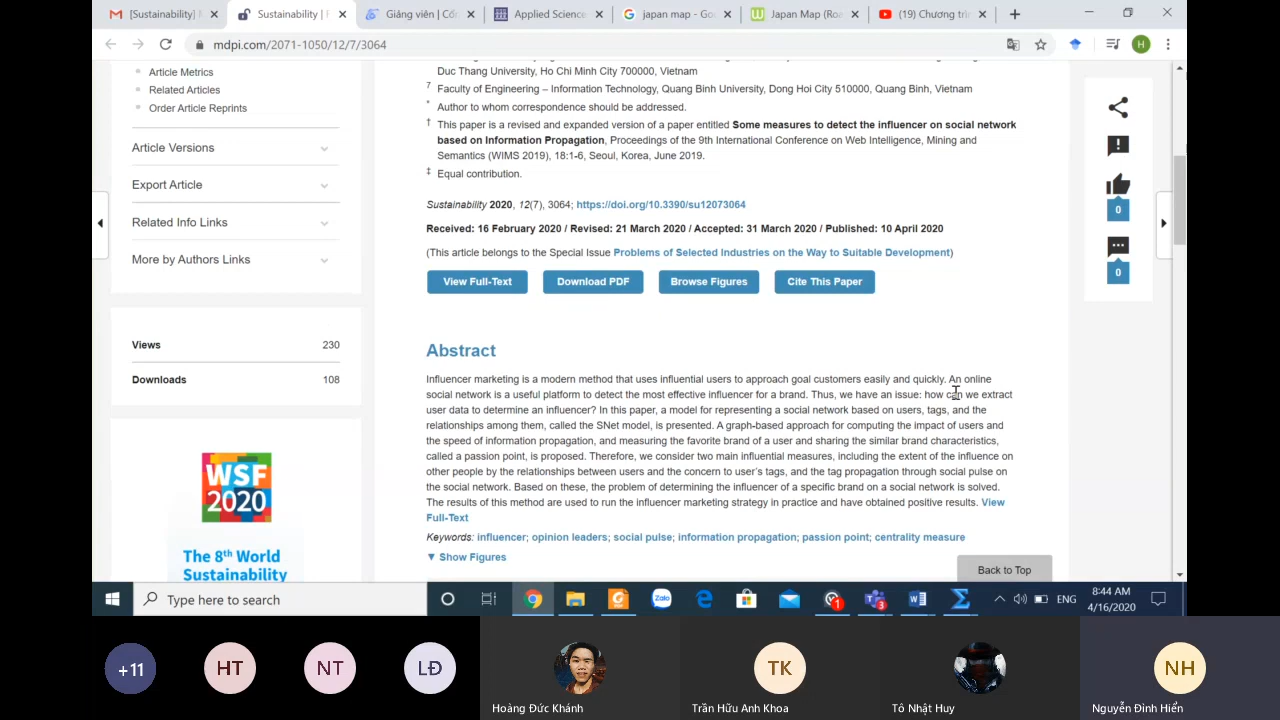 [Sustainability] M
Sustainability | F
Giảng viên | Cổ
Applied Science
japan map - Go
Japan Map (Roa
(19) Chương trì
mdpi.com/2071-1050/12/7/3064
H
Article Metrics
Related Articles
Order Article Reprints
Article Versions
Export Article
Related Info Links
More by Authors Links
Views 230
Downloads 108
WSF
2020
The 8th World
Sustainability
Duc Thang University, Ho Chi Minh City 700000, Vietnam
7 Faculty of Engineering – Information Technology, Quang Binh University, Dong Hoi City 510000, Quang Binh, Vietnam
* Author to whom correspondence should be addressed.
† This paper is a revised and expanded version of a paper entitled Some measures to detect the influencer on social network
based on Information Propagation, Proceedings of the 9th International Conference on Web Intelligence, Mining and
Semantics (WIMS 2019), 18:1-6, Seoul, Korea, June 2019.
‡ Equal contribution.
Sustainability 2020, 12(7), 3064; https://doi.org/10.3390/su12073064
Received: 16 February 2020 / Revised: 21 March 2020 / Accepted: 31 March 2020 / Published: 10 April 2020
(This article belongs to the Special Issue Problems of Selected Industries on the Way to Suitable Development)
View Full-Text
Download PDF
Browse Figures
Cite This Paper
Abstract
Influencer marketing is a modern method that uses influential users to approach goal customers easily and quickly. An online
social network is a useful platform to detect the most effective influencer for a brand. Thus, we have an issue: how can we extract
user data to determine an influencer? In this paper, a model for representing a social network based on users, tags, and the
relationships among them, called the SNet model, is presented. A graph-based approach for computing the impact of users and
the speed of information propagation, and measuring the favorite brand of a user and sharing the similar brand characteristics,
called a passion point, is proposed. Therefore, we consider two main influential measures, including the extent of the influence on
other people by the relationships between users and the concern to user's tags, and the tag propagation through social pulse on
the social network. Based on these, the problem of determining the influencer of a specific brand on a social network is solved.
The results of this method are used to run the influencer marketing strategy in practice and have obtained positive results. View
Full-Text
Keywords: influencer; opinion leaders; social pulse; information propagation; passion point; centrality measure
▼ Show Figures
Back to Top
0
0
Type here to search
Zalo
1
3
ENG
8:44 AM
4/16/2020
+11
HT
NT
LĐ
Hoàng Đức Khánh
TK
Trần Hữu Anh Khoa
Tô Nhật Huy
NH
Nguyễn Đình Hiển